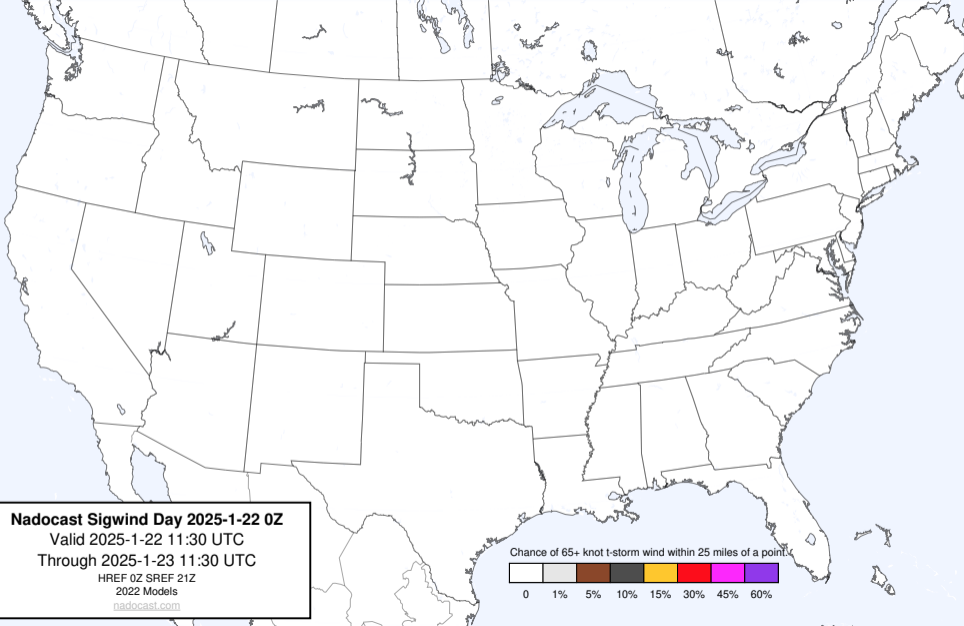 Nadocast Sigwind Day 2025-1-22 0Z
Valid 2025-1-22 11:30 UTC
Through 2025-1-23 11:30 UTC
HREF 0Z SREF 21Z
2022 Models
nadocast.com
Chance of 65+ knot t-storm wind within 25 miles of a point.
0 1% 5% 10% 15% 30% 45% 60%